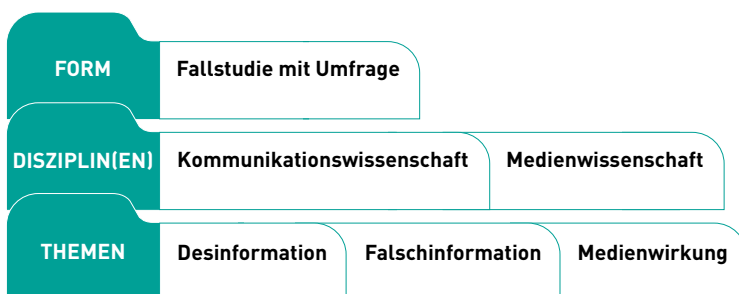 FORM Fallstudie mit Umfrage
DISZIPLIN(EN) Kommunikationswissenschaft Medienwissenschaft
THEMEN Desinformation Falschinformation Medienwirkung